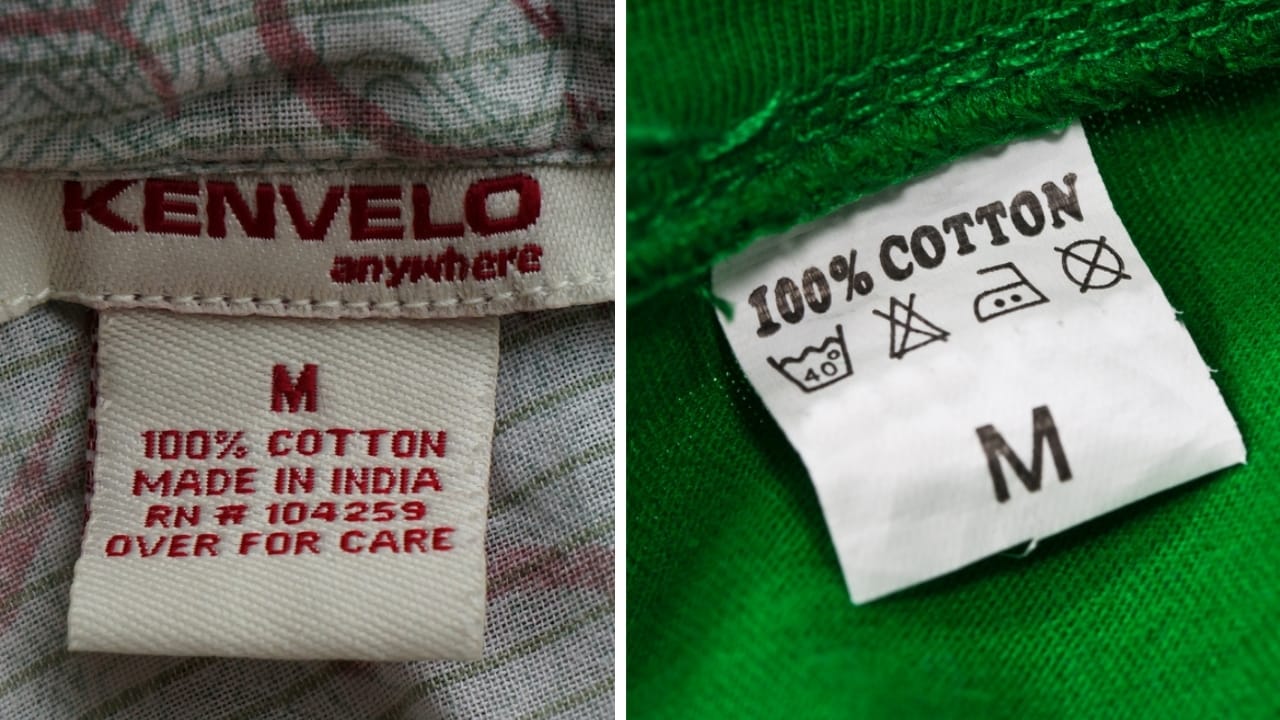 KENVELO
anywhere
M
100% COTTON
MADE IN INDIA
RN # 104259
OVER FOR CARE
100% COTTON
40°
M